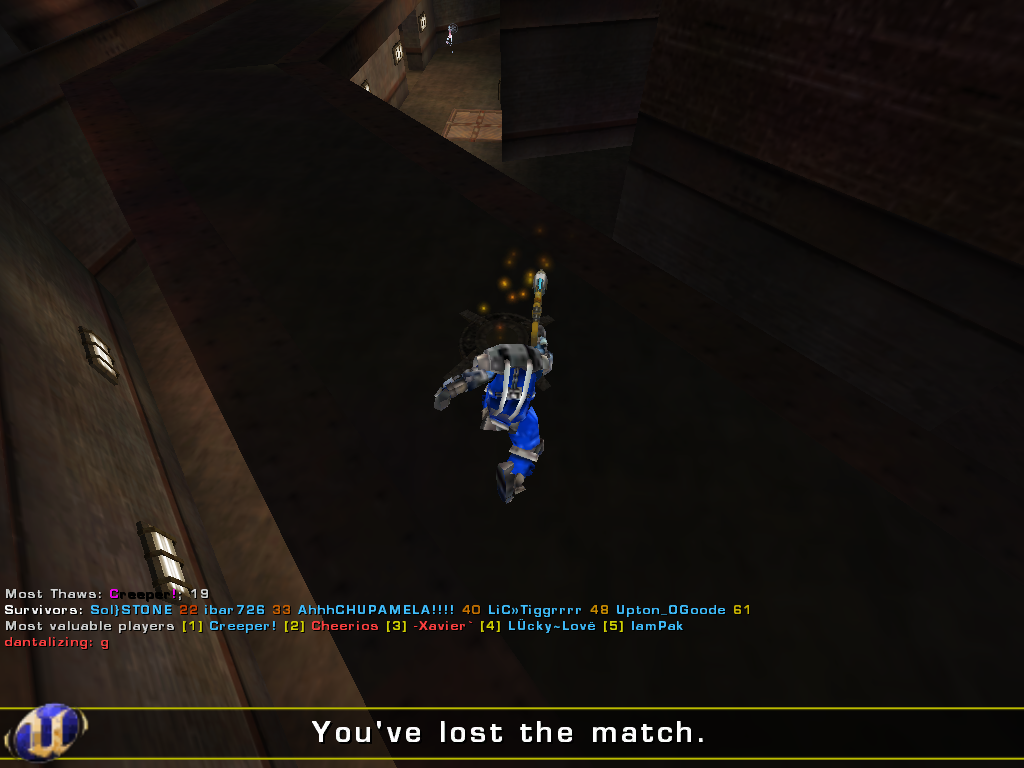 Most Thaws: Creeper!; 19
Survivors: Sol}STONE 22 ibar726 33 AhhhCHUPAMELA!!!! 40 LiC»Tiggrrrr 48 Upton_OGoode 61
Most valuable players [1] Creeper! [2] Cheerios [3] -Xavier` [4] LÜcky~Lovë [5] IamPak
dantalizing: g
You've lost the match.